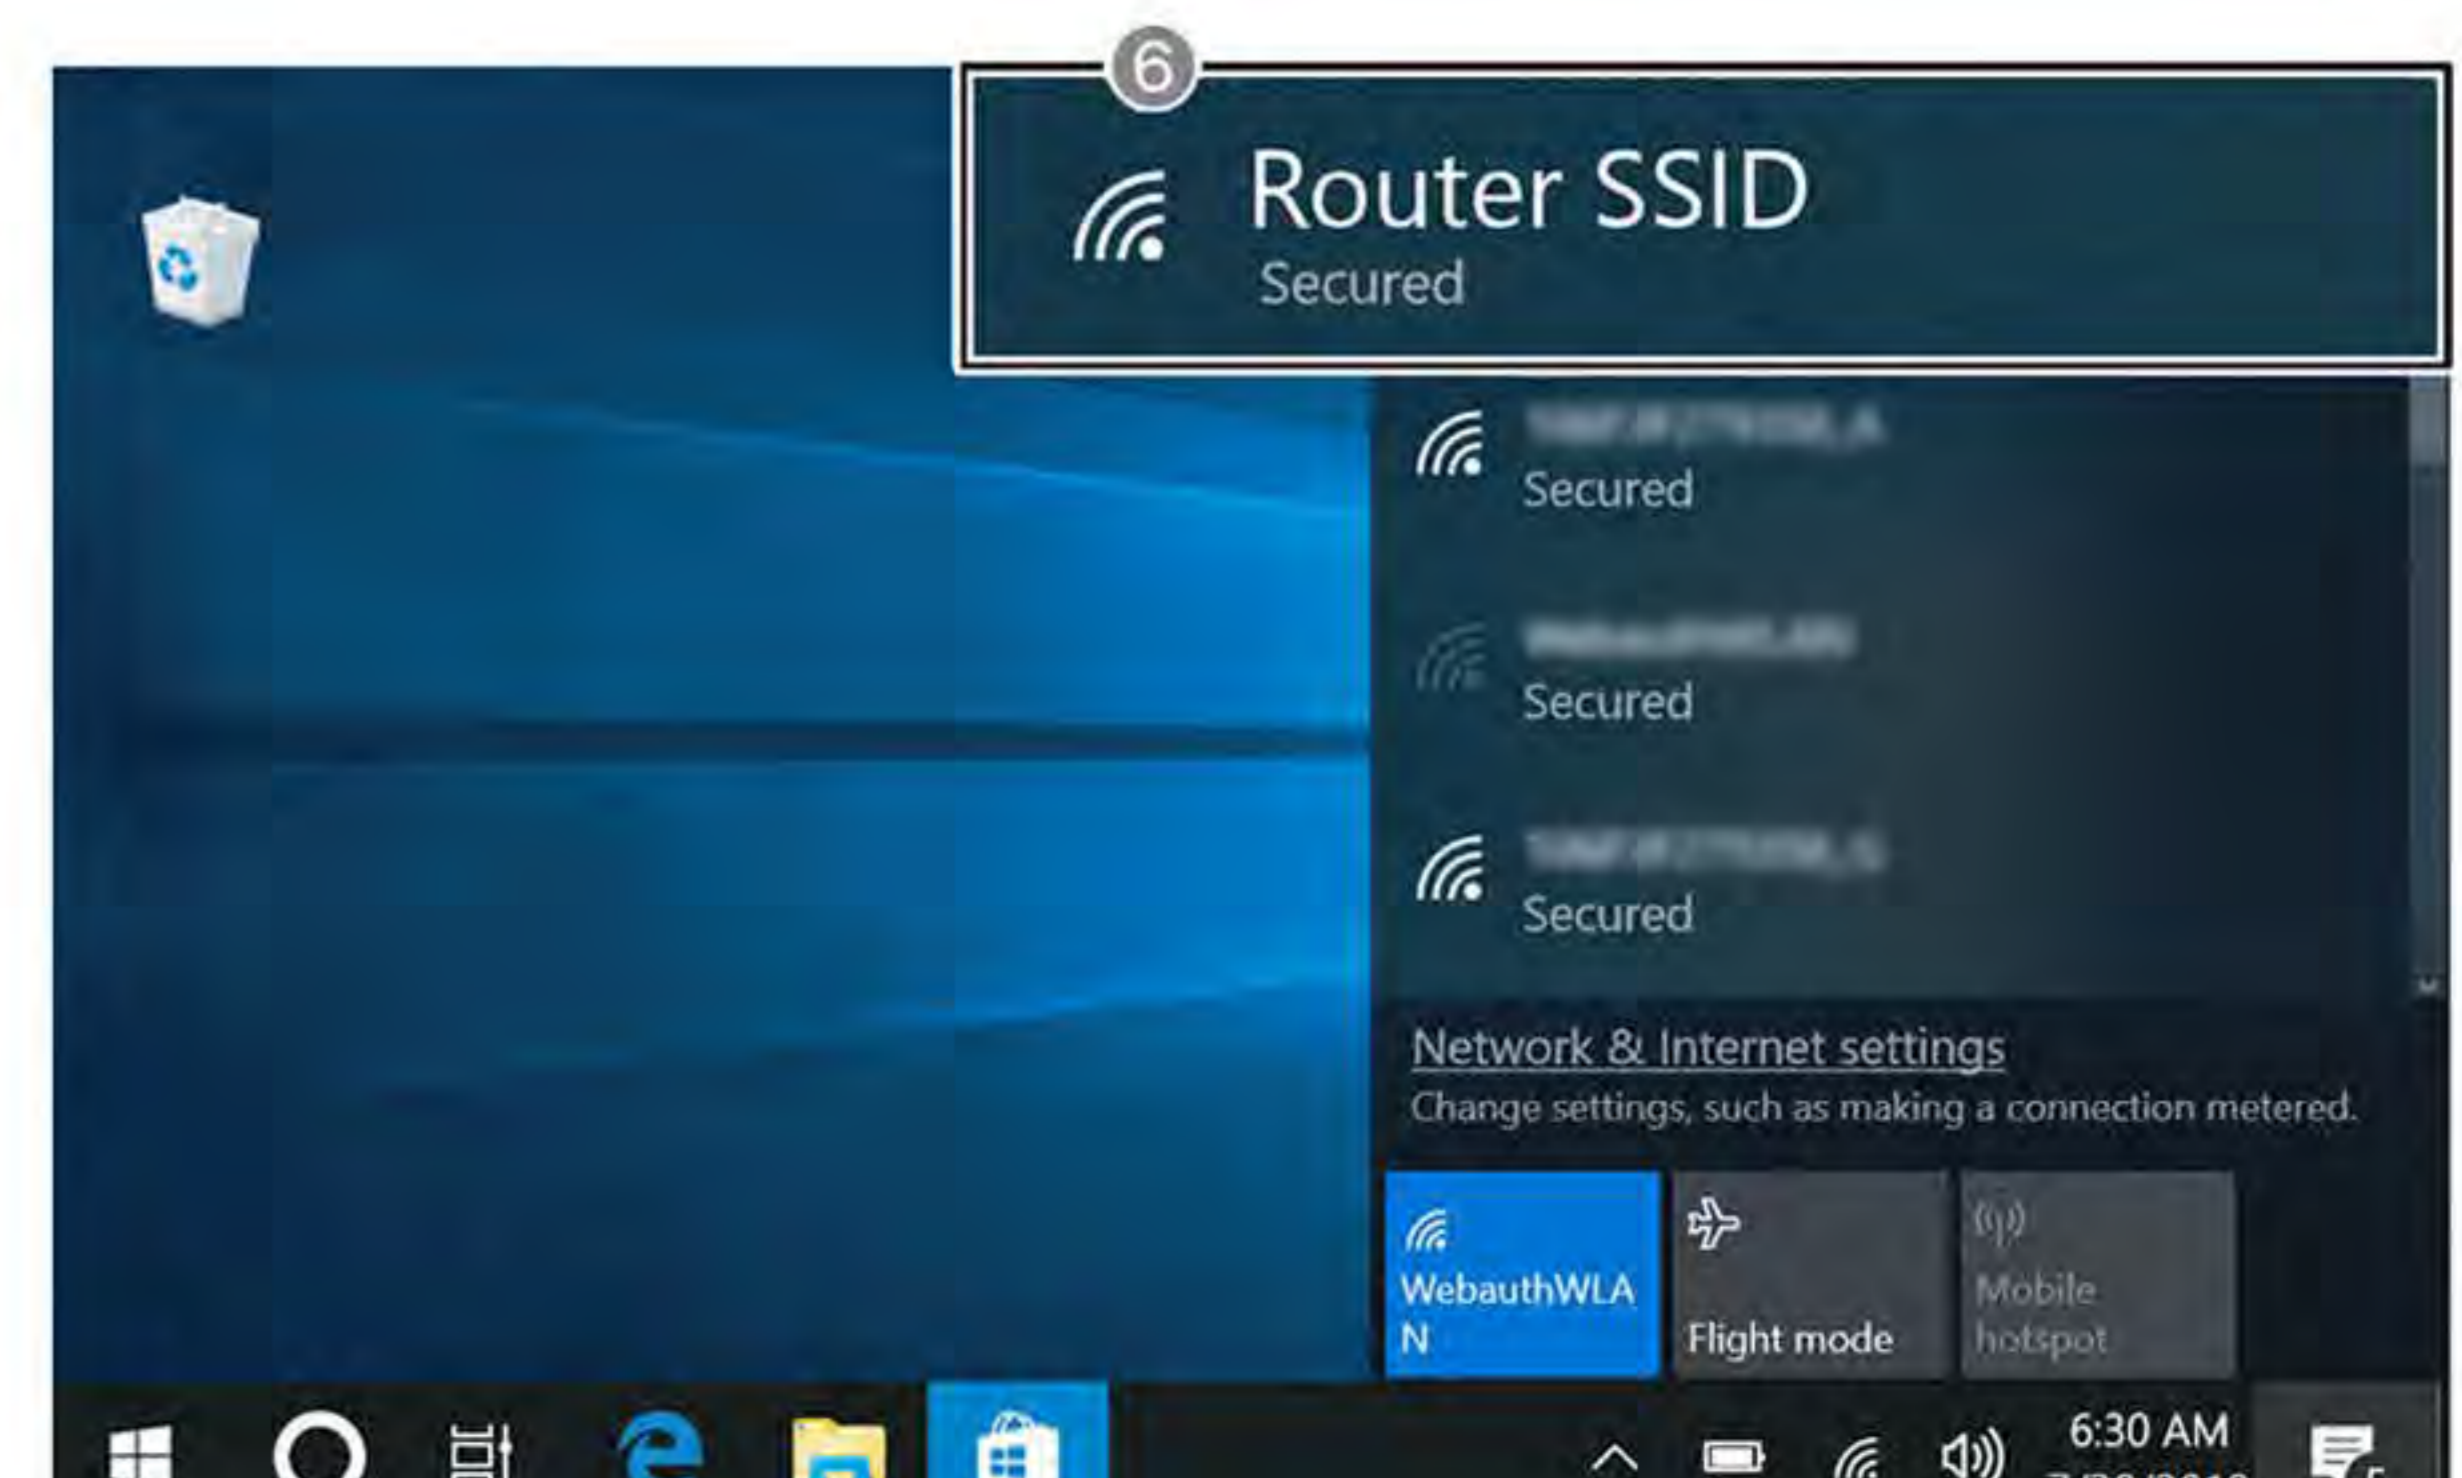 6
Router SSID
Secured
Secured
Secured
Secured
Network & Internet settings
Change settings, such as making a connection metered.
WebauthWLA
N
Flight mode
Mobile
hotspot
6:30 AM